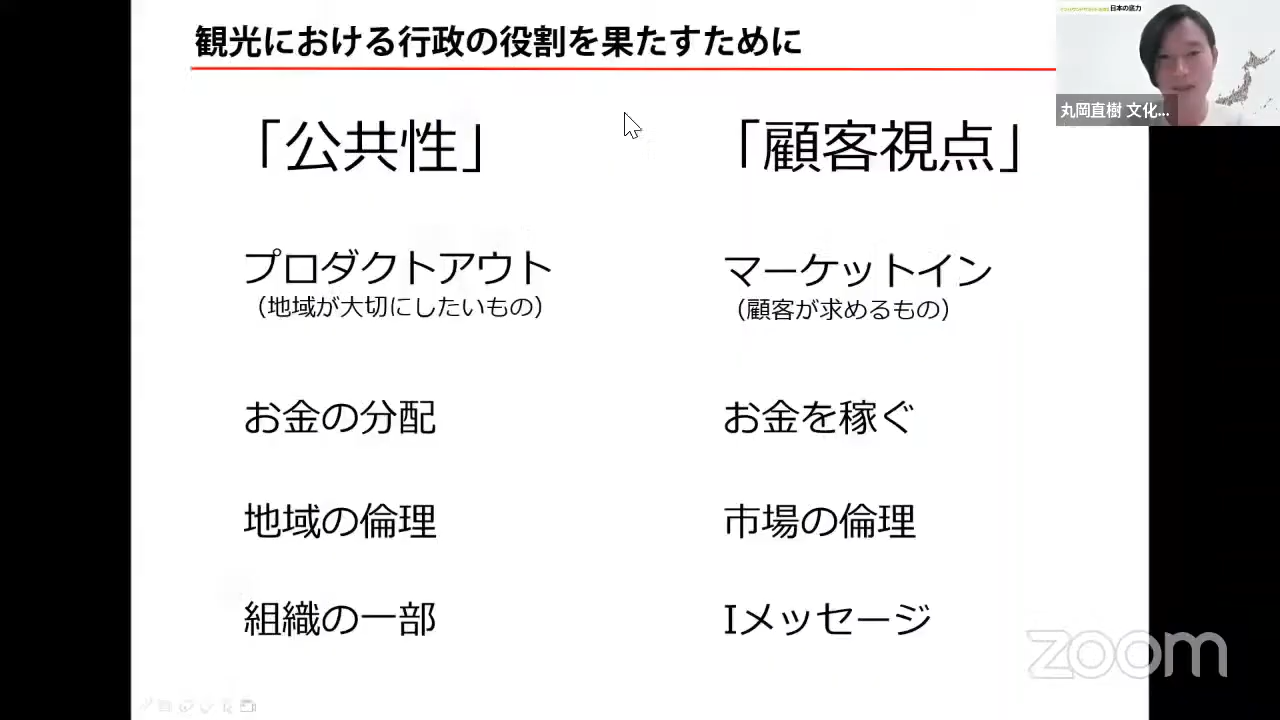 観光における行政の役割を果たすために
「公共性」
「顧客視点」
プロダクトアウト
マーケットイン
（地域が大切にしたいもの）
（顧客が求めるもの）
お金の分配
お金を稼ぐ
地域の倫理
市場の倫理
組織の一部
Iメッセージ
日本の底力
丸岡直樹 文化...
zoom